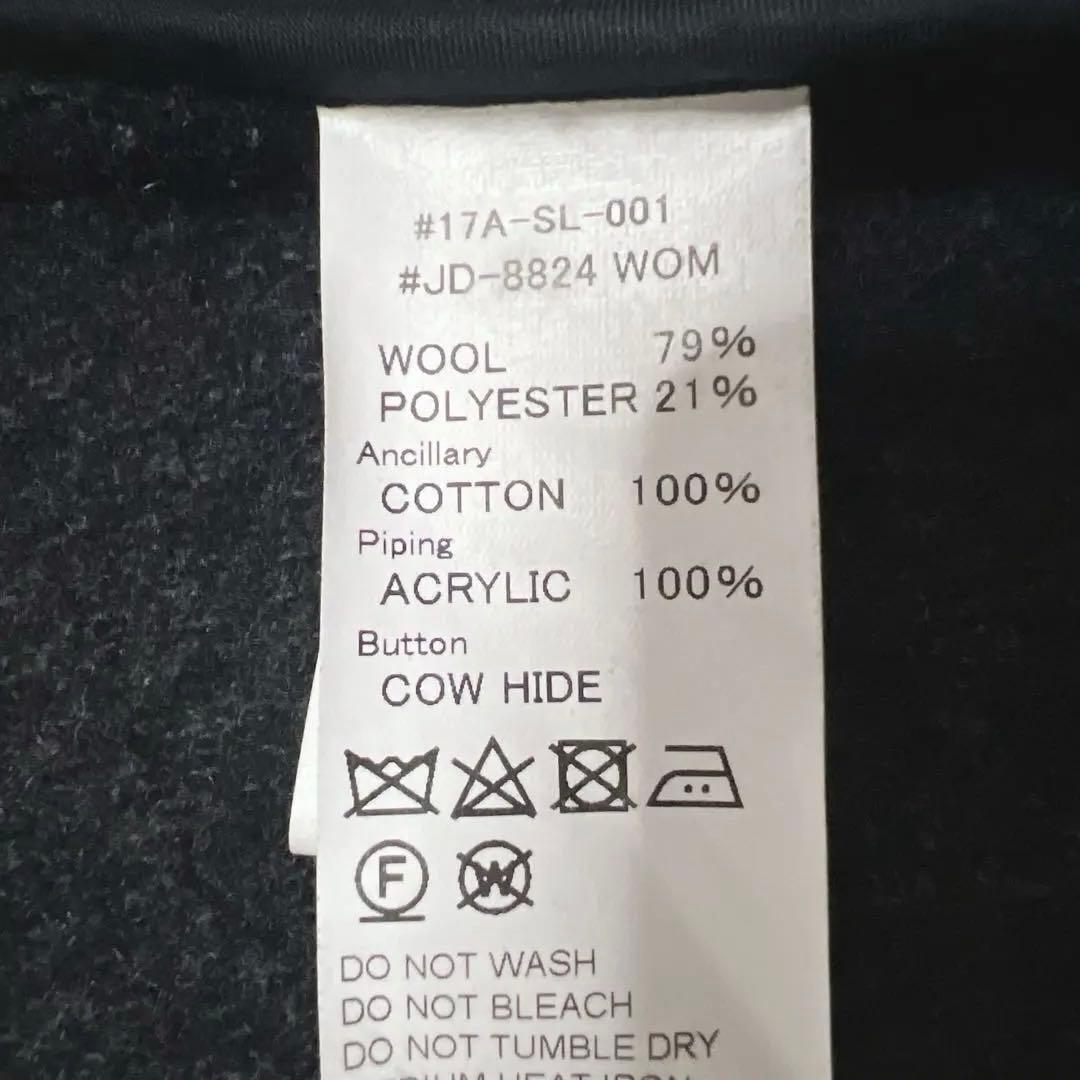 #17A-SL-001
#JD-8824 WOM
WOOL 79%
POLYESTER 21%
Ancillary
COTTON 100%
Piping
ACRYLIC 100%
Button
COW HIDE
F W
DO NOT WASH
DO NOT BLEACH
DO NOT TUMBLE DRY